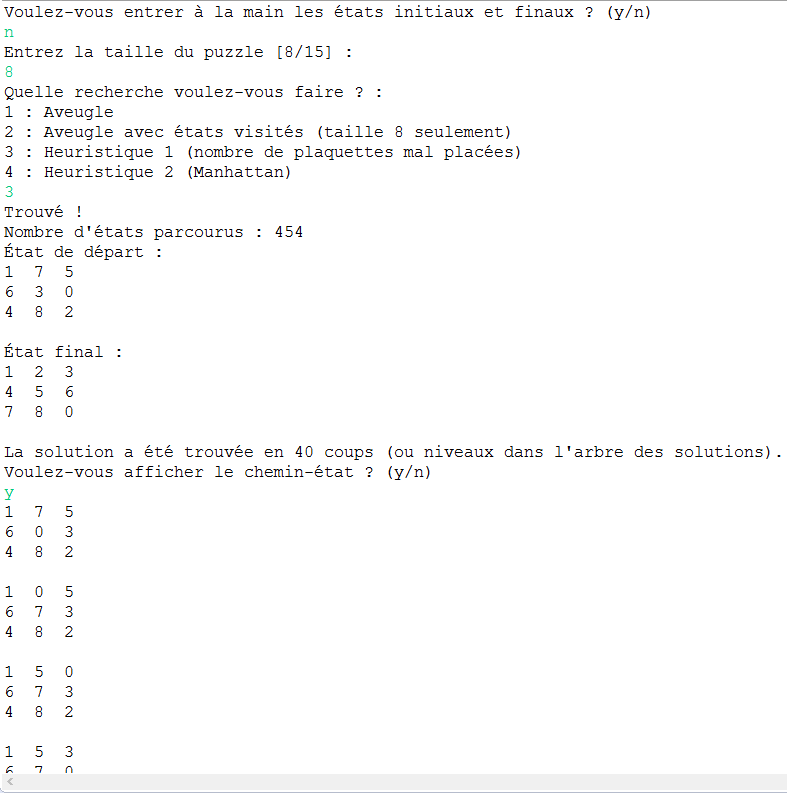 Voulez-vous entrer à la main les états initiaux et finaux ? (y/n)
n
Entrez la taille du puzzle [8/15] :
8
Quelle recherche voulez-vous faire ? :
1 : Aveugle
2 : Aveugle avec états visités (taille 8 seulement)
3 : Heuristique 1 (nombre de plaquettes mal placées)
4 : Heuristique 2 (Manhattan)
3
Trouvé !
Nombre d'états parcourus : 454
État de départ :
1 7 5
6 3 0
4 8 2
État final :
1 2 3
4 5 6
7 8 0
La solution a été trouvée en 40 coups (ou niveaux dans l'arbre des solutions).
Voulez-vous afficher le chemin-état ? (y/n)
y
1 7 5
6 0 3
4 8 2
1 0 5
6 7 3
4 8 2
1 5 0
6 7 3
4 8 2
1 5 3
6 7 0